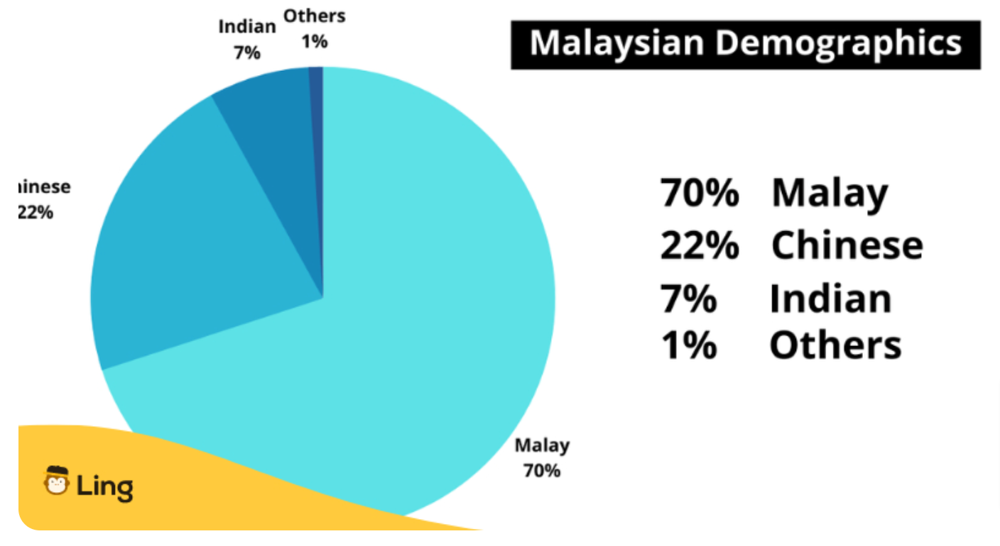 Others
Indian
1%
7%
Malaysian Demographics
22%
70% Malay
22% Chinese
7% Indian
1% Others
Malay
70%
Ling